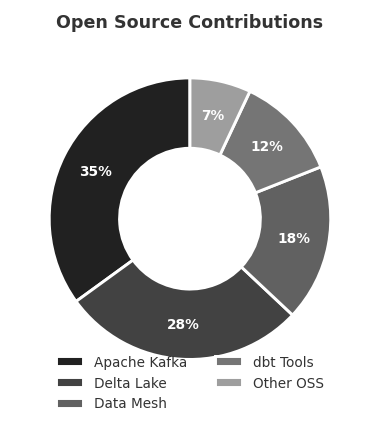 Open Source Contributions
7%
12%
35%
18%
28%
Apache Kafka
Delta Lake
Data Mesh
dbt Tools
Other OSS